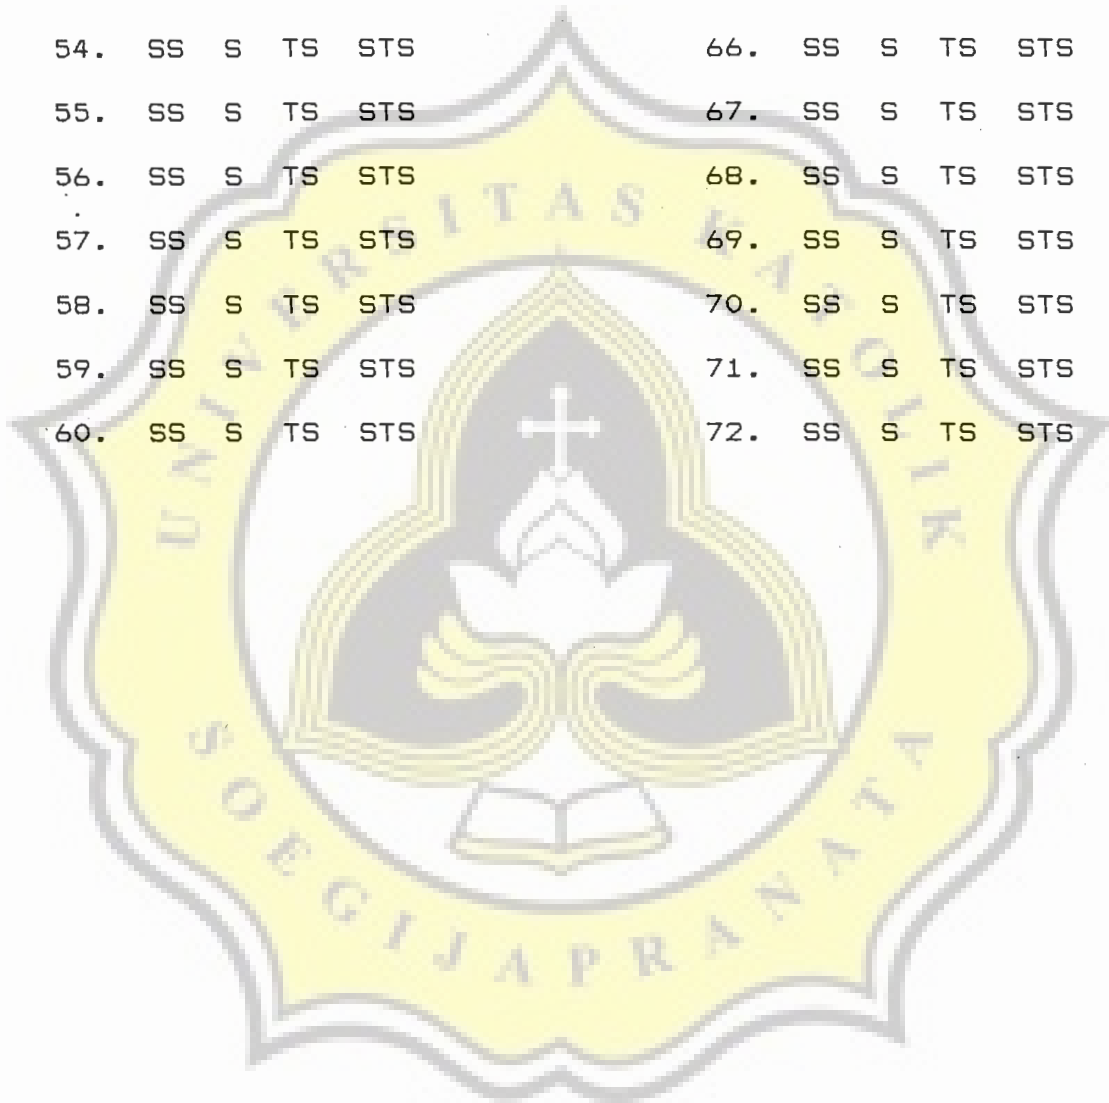 54. SS S TS STS
55. SS S TS STS
56. SS S TS STS
57. SS S TS STS
58. SS S TS STS
59. SS S TS STS
60. SS S TS STS
66. SS S TS STS
67. SS S TS STS
68. SS S TS STS
69. SS S TS STS
70. SS S TS STS
71. SS S TS STS
72. SS S TS STS
UNIVERSITAS KATOLIK
SOEGIJAPRANATA